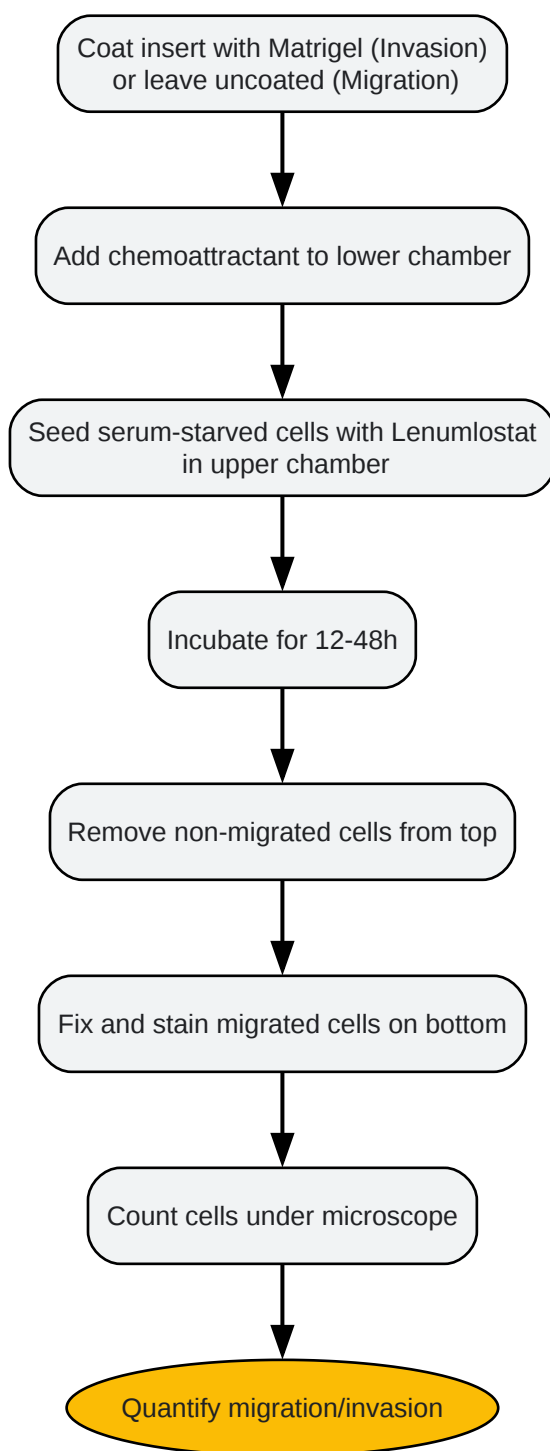 Coat insert with Matrigel (Invasion)
or leave uncoated (Migration)
Add chemoattractant to lower chamber
Seed serum-starved cells with Lenumlostat
in upper chamber
Incubate for 12-48h
Remove non-migrated cells from top
Fix and stain migrated cells on bottom
Count cells under microscope
Quantify migration/invasion